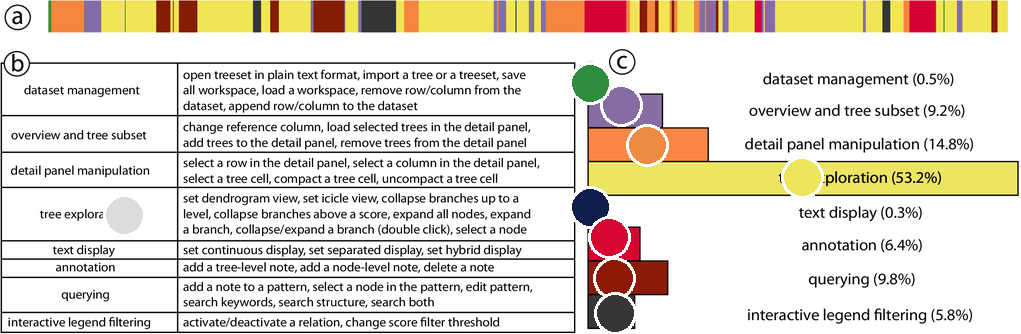 a
b
c
dataset management
open treeset in plain text format, import a tree or a treeset, save
all workspace, load a workspace, remove row/column from the
dataset, append row/column to the dataset
overview and tree subset
change reference column, load selected trees in the detail panel,
add trees to the detail panel, remove trees from the detail panel
detail panel manipulation
select a row in the detail panel, select a column in the detail panel,
select a tree cell, compact a tree cell, uncompact a tree cell
tree
set dendrogram view, set icicle view, collapse branches up to a
level, collapse branches above a score, expand all nodes, expand
a branch, collapse/expand a branch (double click), select a node
text display
set continuous display, set separated display, set hybrid display
annotation
add a tree-level note, add a node-level note, delete a note
querying
add a note to a pattern, select a node in the pattern, edit pattern,
search keywords, search structure, search both
interactive legend filtering
activate/deactivate a relation, change score filter threshold
dataset management (0.5%)
overview and tree subset (9.2%)
detail panel manipulation (14.8%)
(53.2%)
text display (0.3%)
annotation (6.4%)
querying (9.8%)
interactive legend filtering (5.8%)